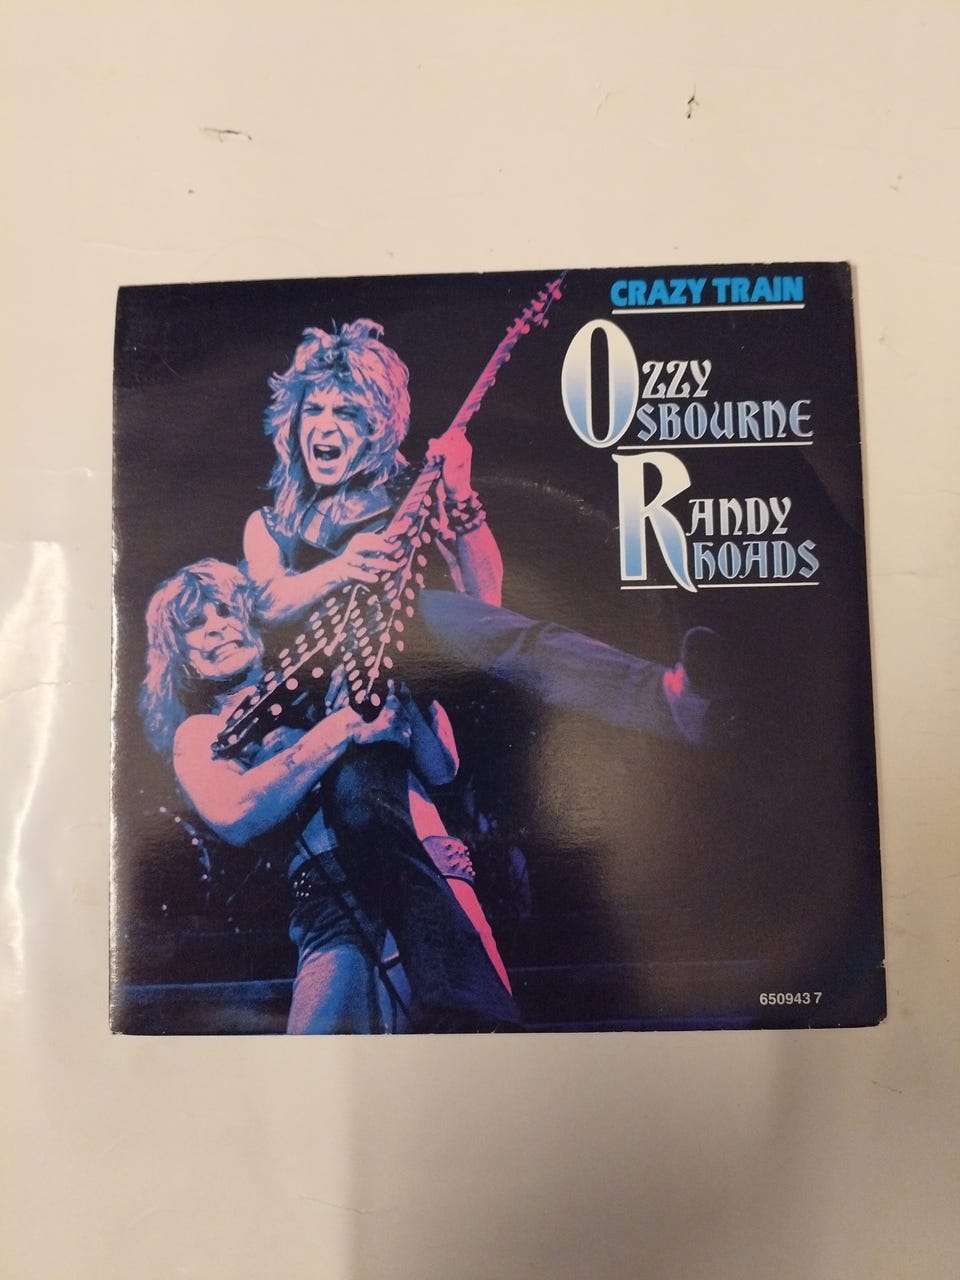 CRAZY TRAIN
OZZY
OSBOURNE
RANDY
RHOADS
650943 7